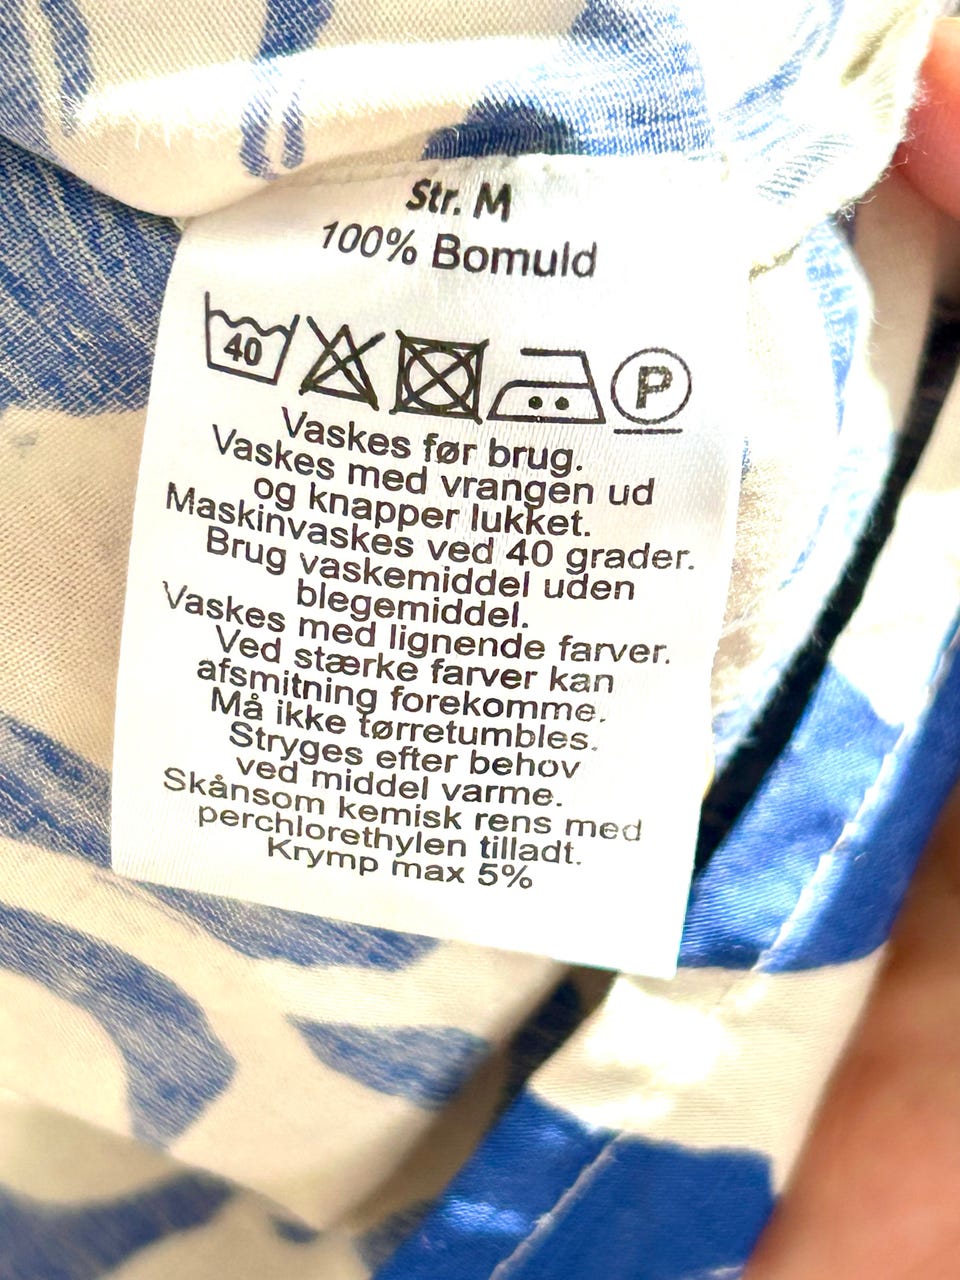 Str. M
100% Bomuld
40 P
Vaskes før brug.
Vaskes med vrangen ud
og knapper lukket.
Maskinvaskes ved 40 grader.
Brug vaskemiddel uden
blegemiddel.
Vaskes med lignende farver.
Ved stærke farver kan
afsmitning forekomme.
Må ikke tørretumbles.
Stryges efter behov
ved middel varme.
Skånsom kemisk rens med
perchlorethylen tilladt.
Krymp max 5%